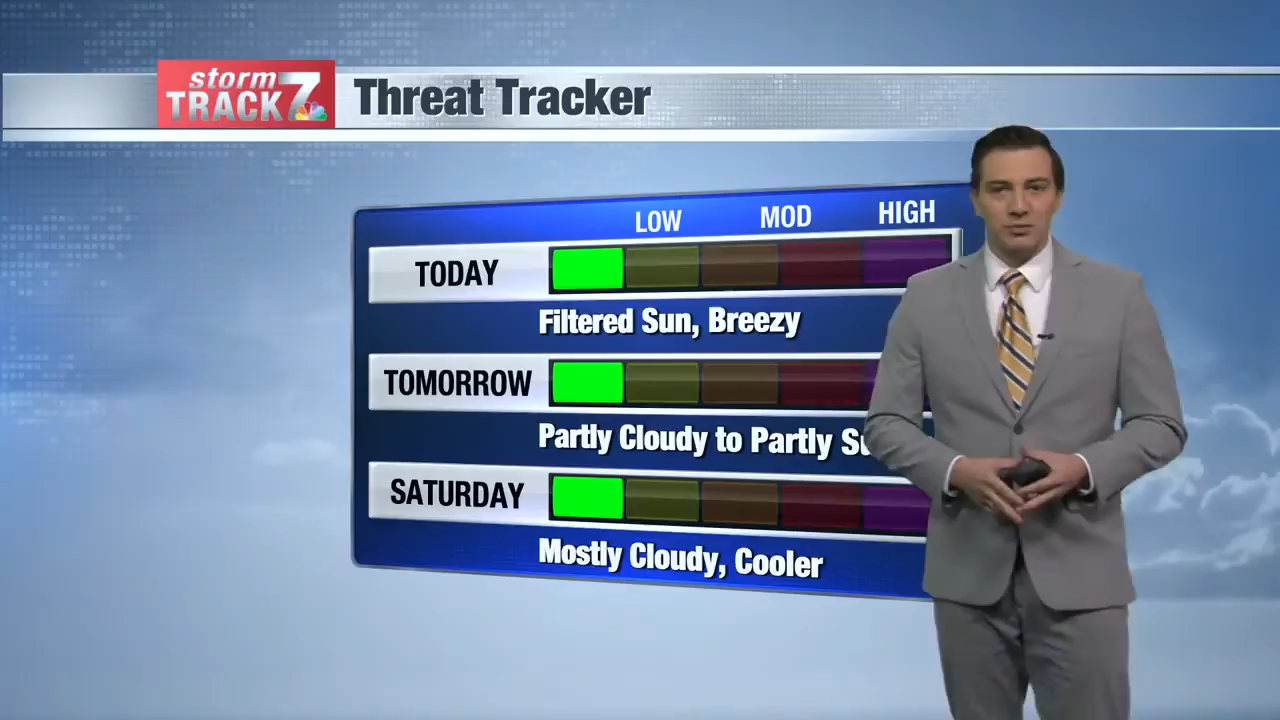 storm
TRACK 7
Threat Tracker
LOW MOD HIGH
TODAY
Filtered Sun, Breezy
TOMORROW
Partly Cloudy to Partly
SATURDAY
Mostly Cloudy, Cooler